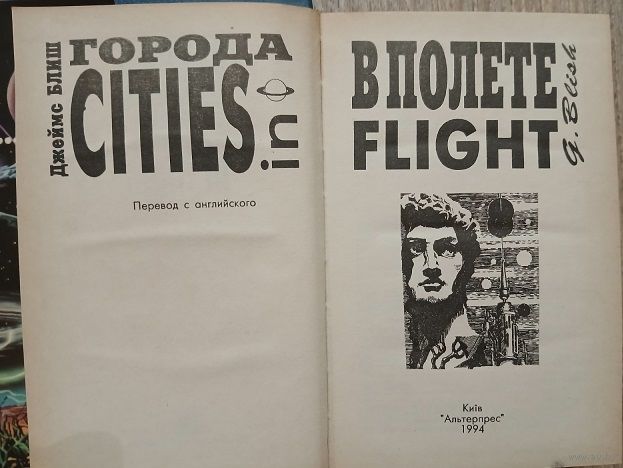 Джеймс БЛИШ
ГОРОДА
CITIES in
Перевод с английского
В ПОЛЕТЕ
FLIGHT
G. Blish
Київ
"Альтерпрес"
1994